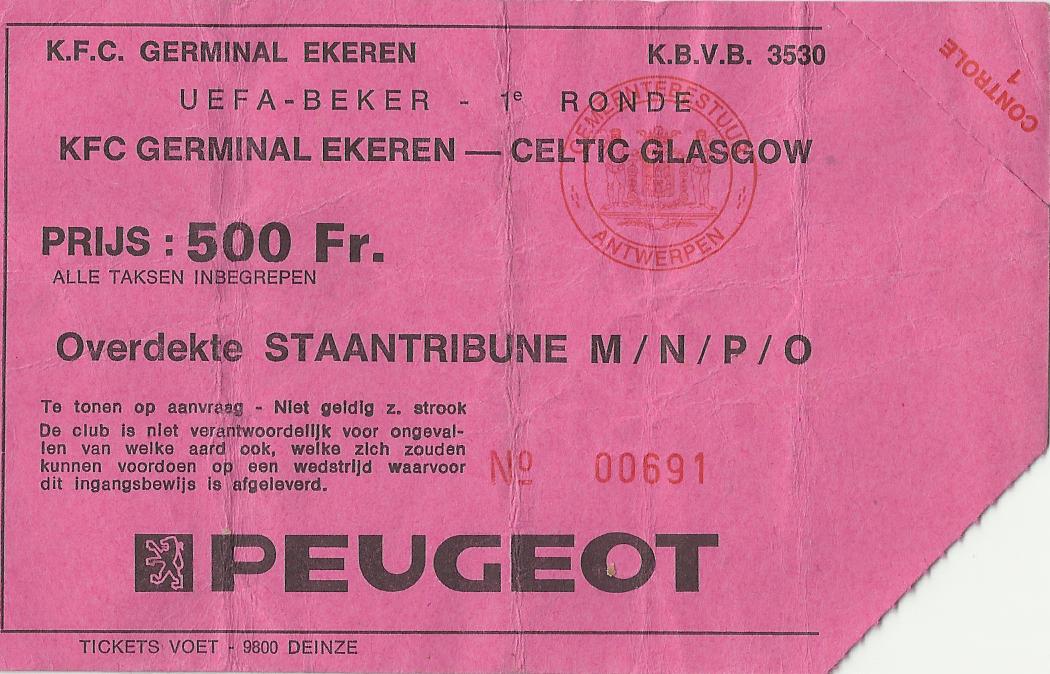 K.F.C. GERMINAL EKEREN K.B.V.B. 3530
UEFA-BEKER - 1e RONDE
KFC GERMINAL EKEREN — CELTIC GLASGOW
PRIJS : 500 Fr.
ALLE TAKSEN INBEGREPEN
Overdekte STAANTRIBUNE M / N / P / O
Te tonen op aanvraag - Niet geldig z. strook
De club is niet verantwoordelijk voor ongeval-
len van welke aard ook, welke zich zouden
kunnen voordoen op een wedstrijd waarvoor
dit ingangsbewijs is afgeleverd.
Nº 00691
PEUGEOT
TICKETS VOET - 9800 DEINZE
GEMEENTEBESTUUR
ANTWERPEN
CONTROLE
1